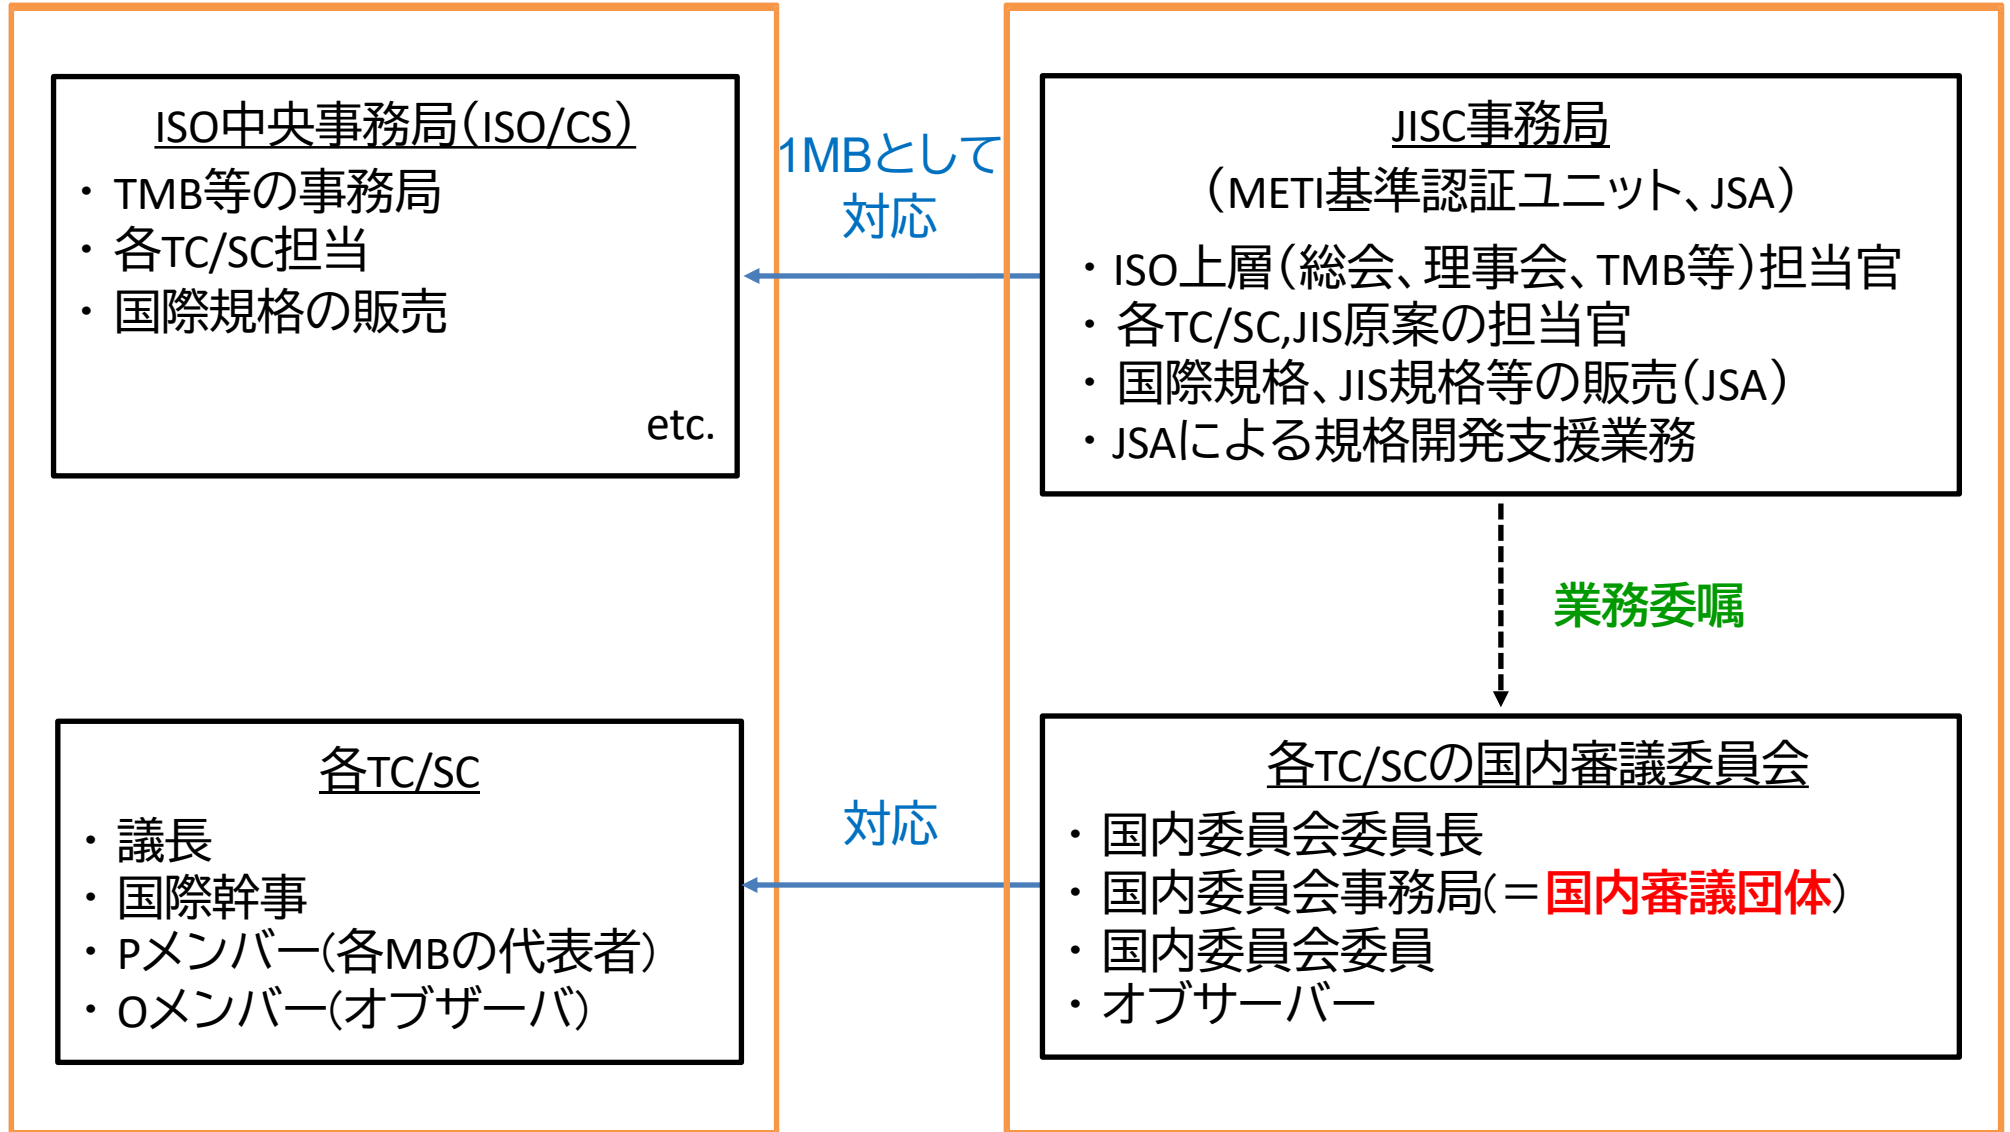 ISO中央事務局（ISO/CS）
・TMB等の事務局
・各TC/SC担当
・国際規格の販売
etc.
1MBとして
対応
JISC事務局
（METI基準認証ユニット、JSA）
・ISO上層（総会、理事会、TMB等）担当官
・各TC/SC,JIS原案の担当官
・国際規格、JIS規格等の販売（JSA）
・JSAによる規格開発支援業務
業務委嘱
各TC/SC
・議長
・国際幹事
・Pメンバー(各MBの代表者）
・Oメンバー(オブザーバ）
対応
各TC/SCの国内審議委員会
・国内委員会委員長
・国内委員会事務局(＝国内審議団体）
・国内委員会委員
・オブサーバー